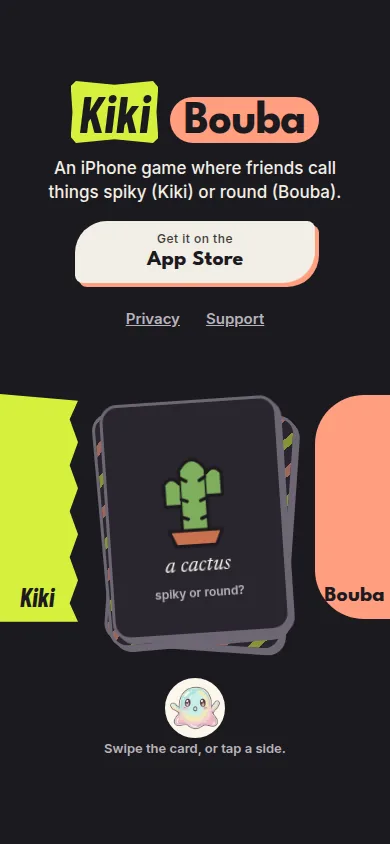 Kiki Bouba
An iPhone game where friends call
things spiky (Kiki) or round (Bouba).
Get it on the
App Store
Privacy Support
a cactus
spiky or round?
Kiki
Bouba
Swipe the card, or tap a side.